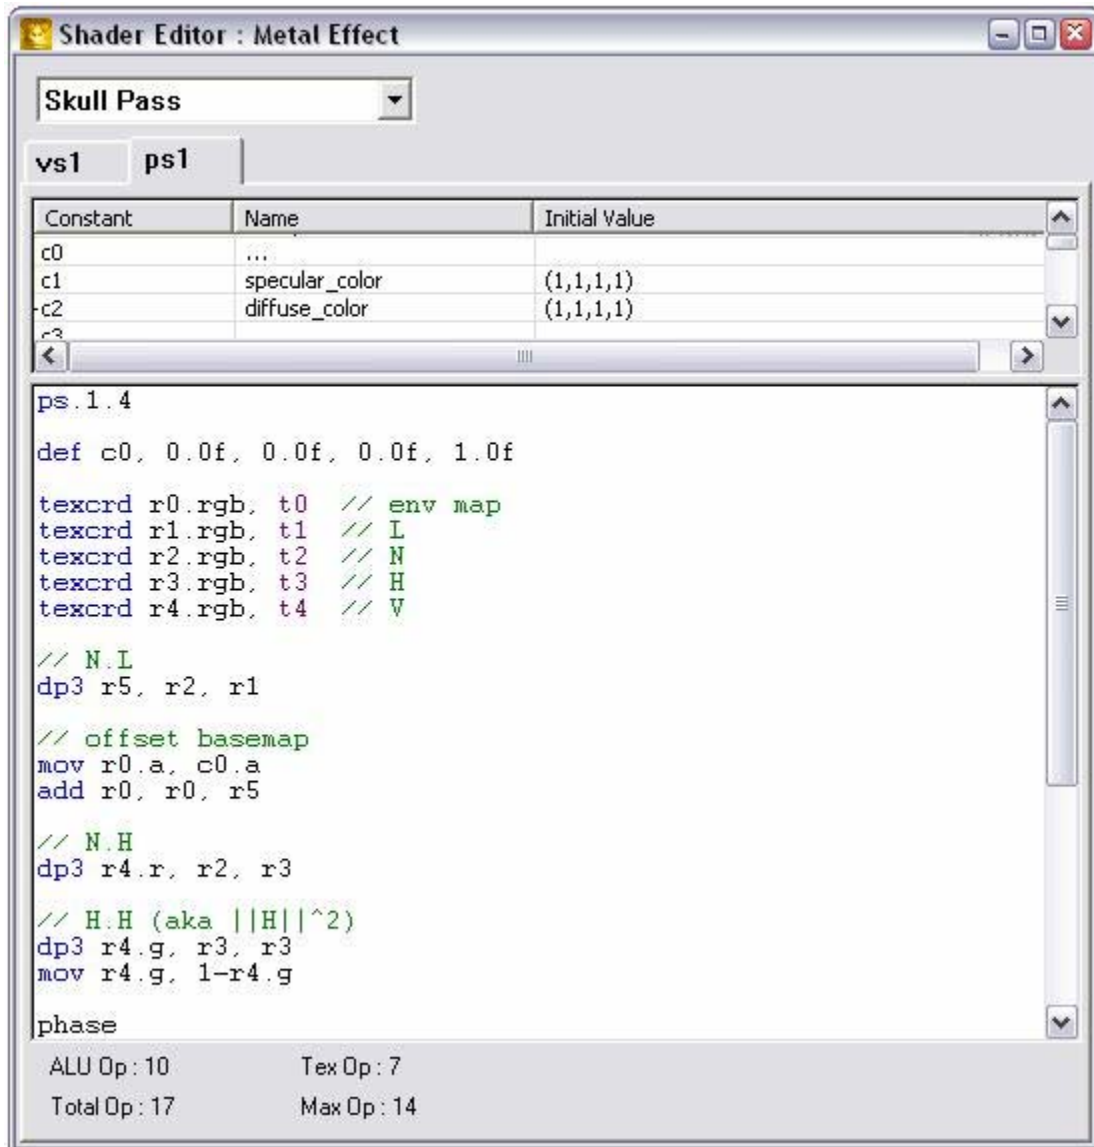 Shader Editor : Metal Effect
Skull Pass
vs1 ps1
Constant Name Initial Value
c0 ...
c1 specular_color (1,1,1,1)
c2 diffuse_color (1,1,1,1)
c3
ps.1.4
def c0, 0.0f, 0.0f, 0.0f, 1.0f
texcrd r0.rgb, t0 // env map
texcrd r1.rgb, t1 // L
texcrd r2.rgb, t2 // N
texcrd r3.rgb, t3 // H
texcrd r4.rgb, t4 // V
// N.L
dp3 r5, r2, r1
// offset basemap
mov r0.a, c0.a
add r0, r0, r5
// N.H
dp3 r4.r, r2, r3
// H.H (aka ||H||^2)
dp3 r4.g, r3, r3
mov r4.g, 1-r4.g
phase
ALU Op : 10 Tex Op : 7
Total Op : 17 Max Op : 14